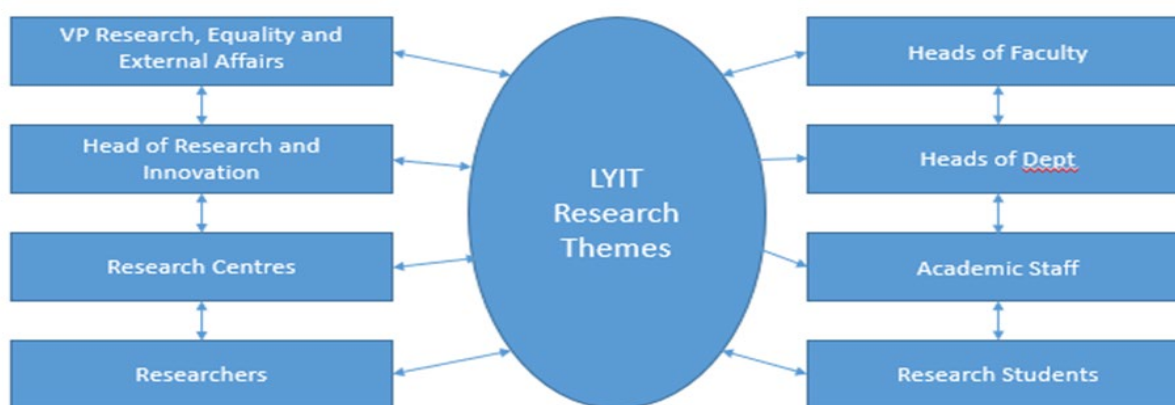 VP Research, Equality and
External Affairs
Head of Research and
Innovation
Research Centres
Researchers
LYIT
Research
Themes
Heads of Faculty
Heads of Dept
Academic Staff
Research Students